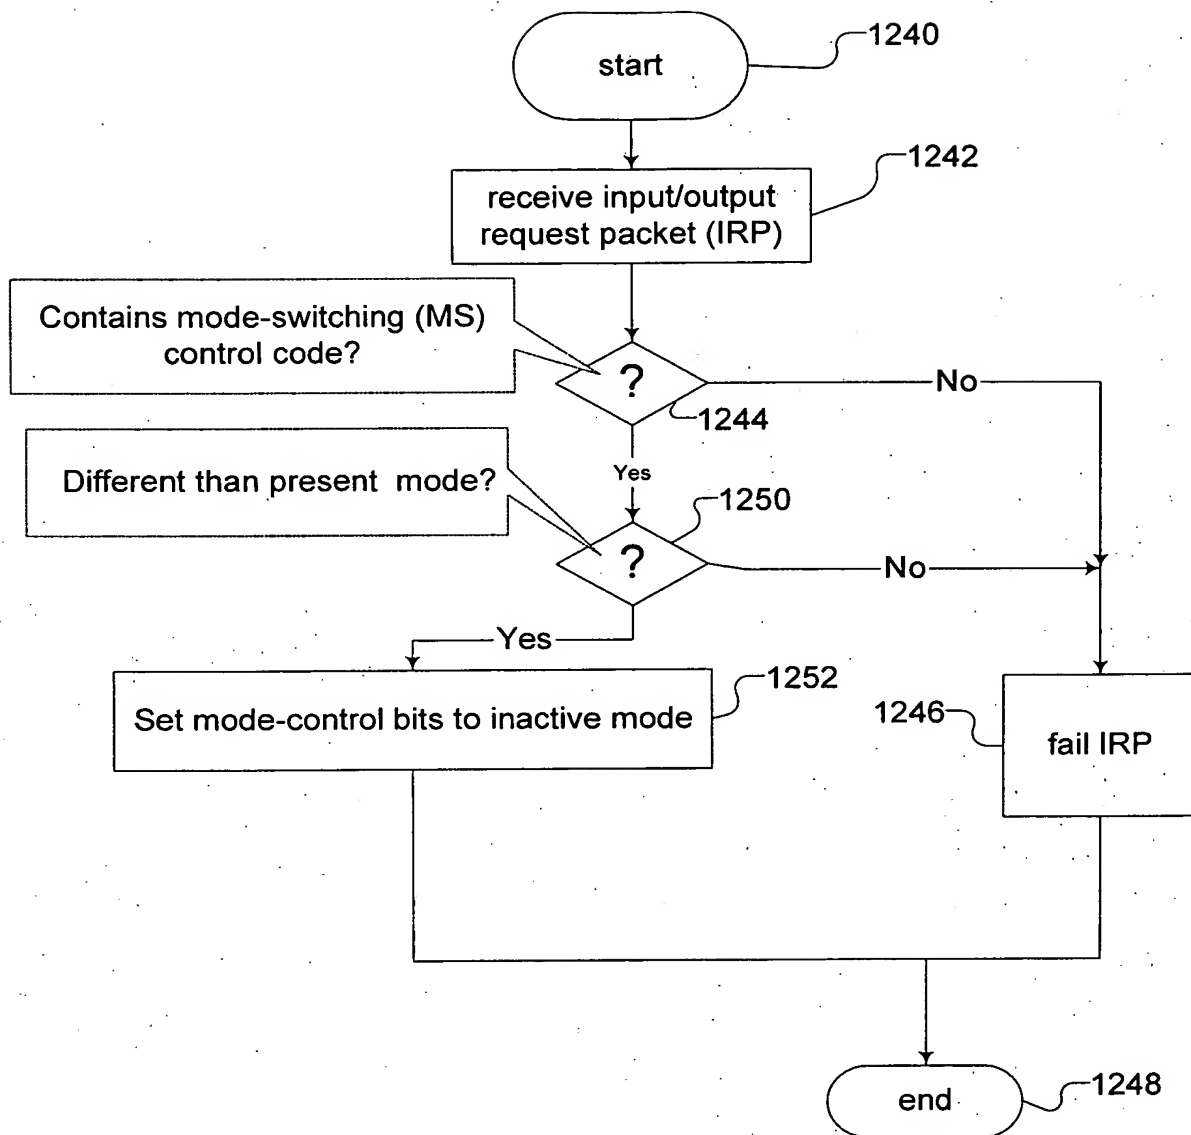 1240
start
1242
receive input/output
request packet (IRP)
Contains mode-switching (MS)
control code?
?
No
1244
Yes
Different than present mode?
1250
?
No
Yes
1252
Set mode-control bits to inactive mode
1246
fail IRP
end
1248